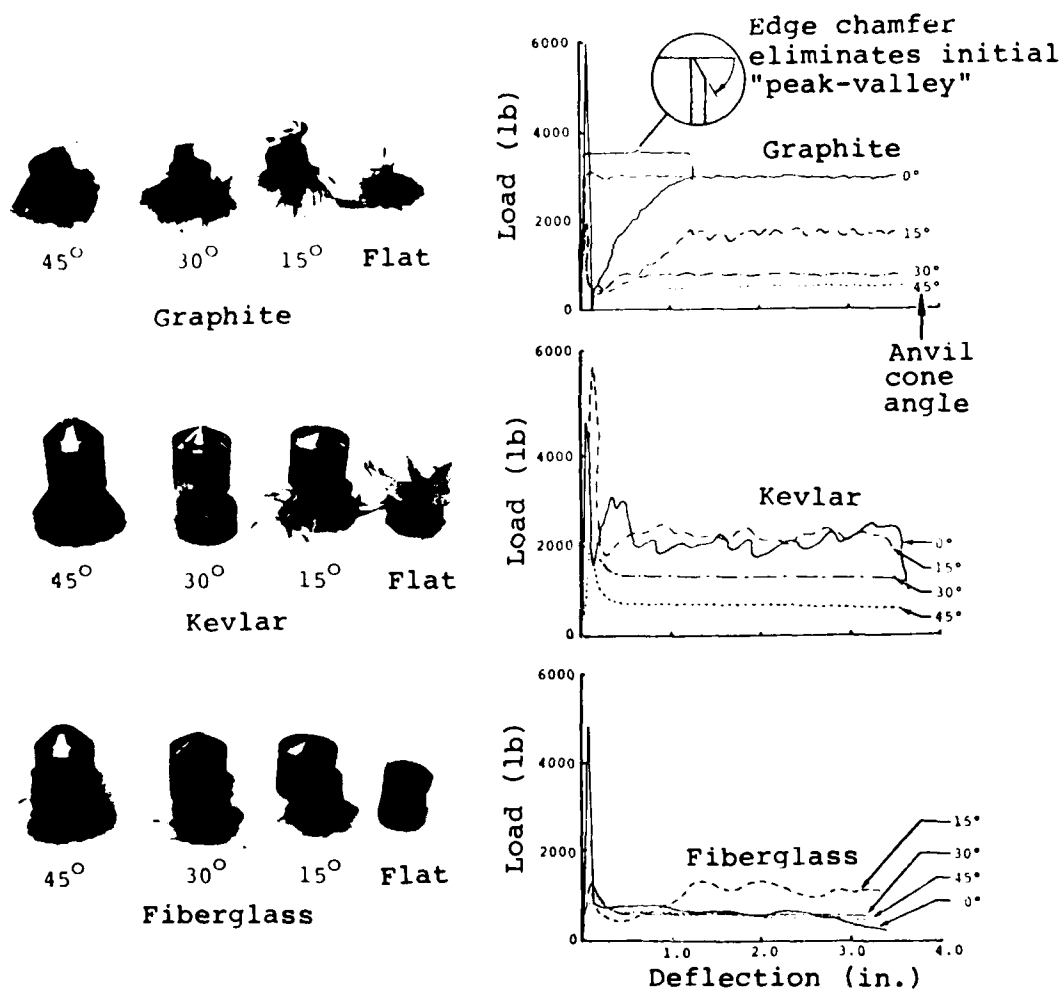 45° 30° 15° Flat
Graphite
45° 30° 15° Flat
Kevlar
45° 30° 15° Flat
Fiberglass
Edge chamfer
eliminates initial
"peak-valley"
Load (lb)
6000
4000
2000
0
Graphite
0°
15°
30°
45°
Anvil
cone
angle
Load (lb)
6000
4000
2000
0
Kevlar
0°
15°
30°
45°
Load (lb)
6000
4000
2000
0
Fiberglass
15°
30°
45°
0°
1.0 2.0 3.0 4.0
Deflection (in.)